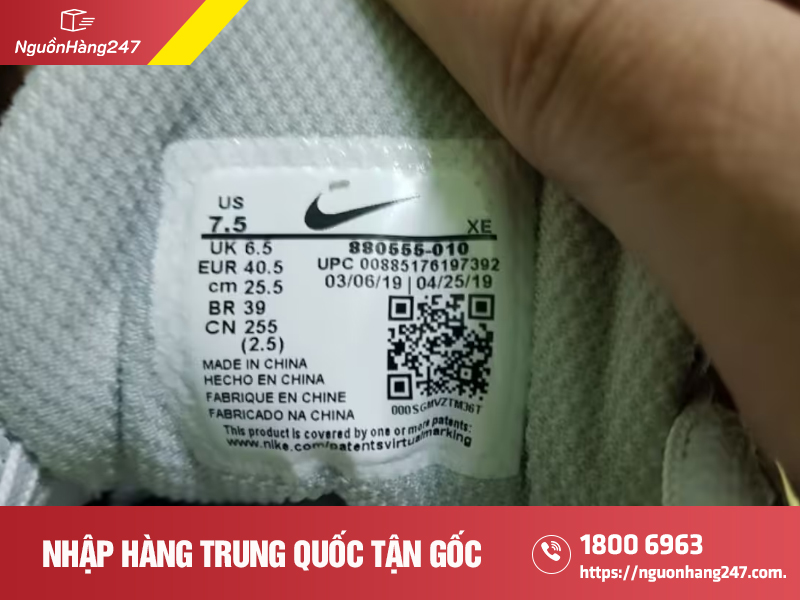 NguồnHàng247
US
7.5
XE
UK 6.5
880555-010
EUR 40.5
UPC 00885176197392
cm 25.5
03/06/19 | 04/25/19
BR 39
CN 255
(2.5)
MADE IN CHINA
HECHO EN CHINA
FABRIQUE EN CHINE
FABRICADO NA CHINA
000SGMVZTM36T
This product is covered by one or more patents:
www.nike.com/patentsvirtualmarking
NHẬP HÀNG TRUNG QUỐC TẬN GỐC
1800 6963
https://nguonhang247.com.